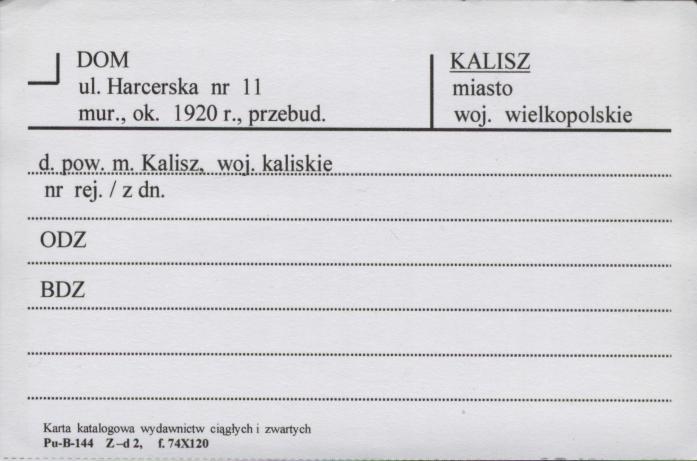 DOM
ul. Harcerska nr 11
mur., ok. 1920 r., przebud.
KALISZ
miasto
woj. wielkopolskie
d. pow. m. Kalisz, woj. kaliskie
nr rej. / z dn.
ODZ
BDZ
Karta katalogowa wydawnictw ciągłych i zwartych
Pu-B-144 Z–d 2, f. 74X120